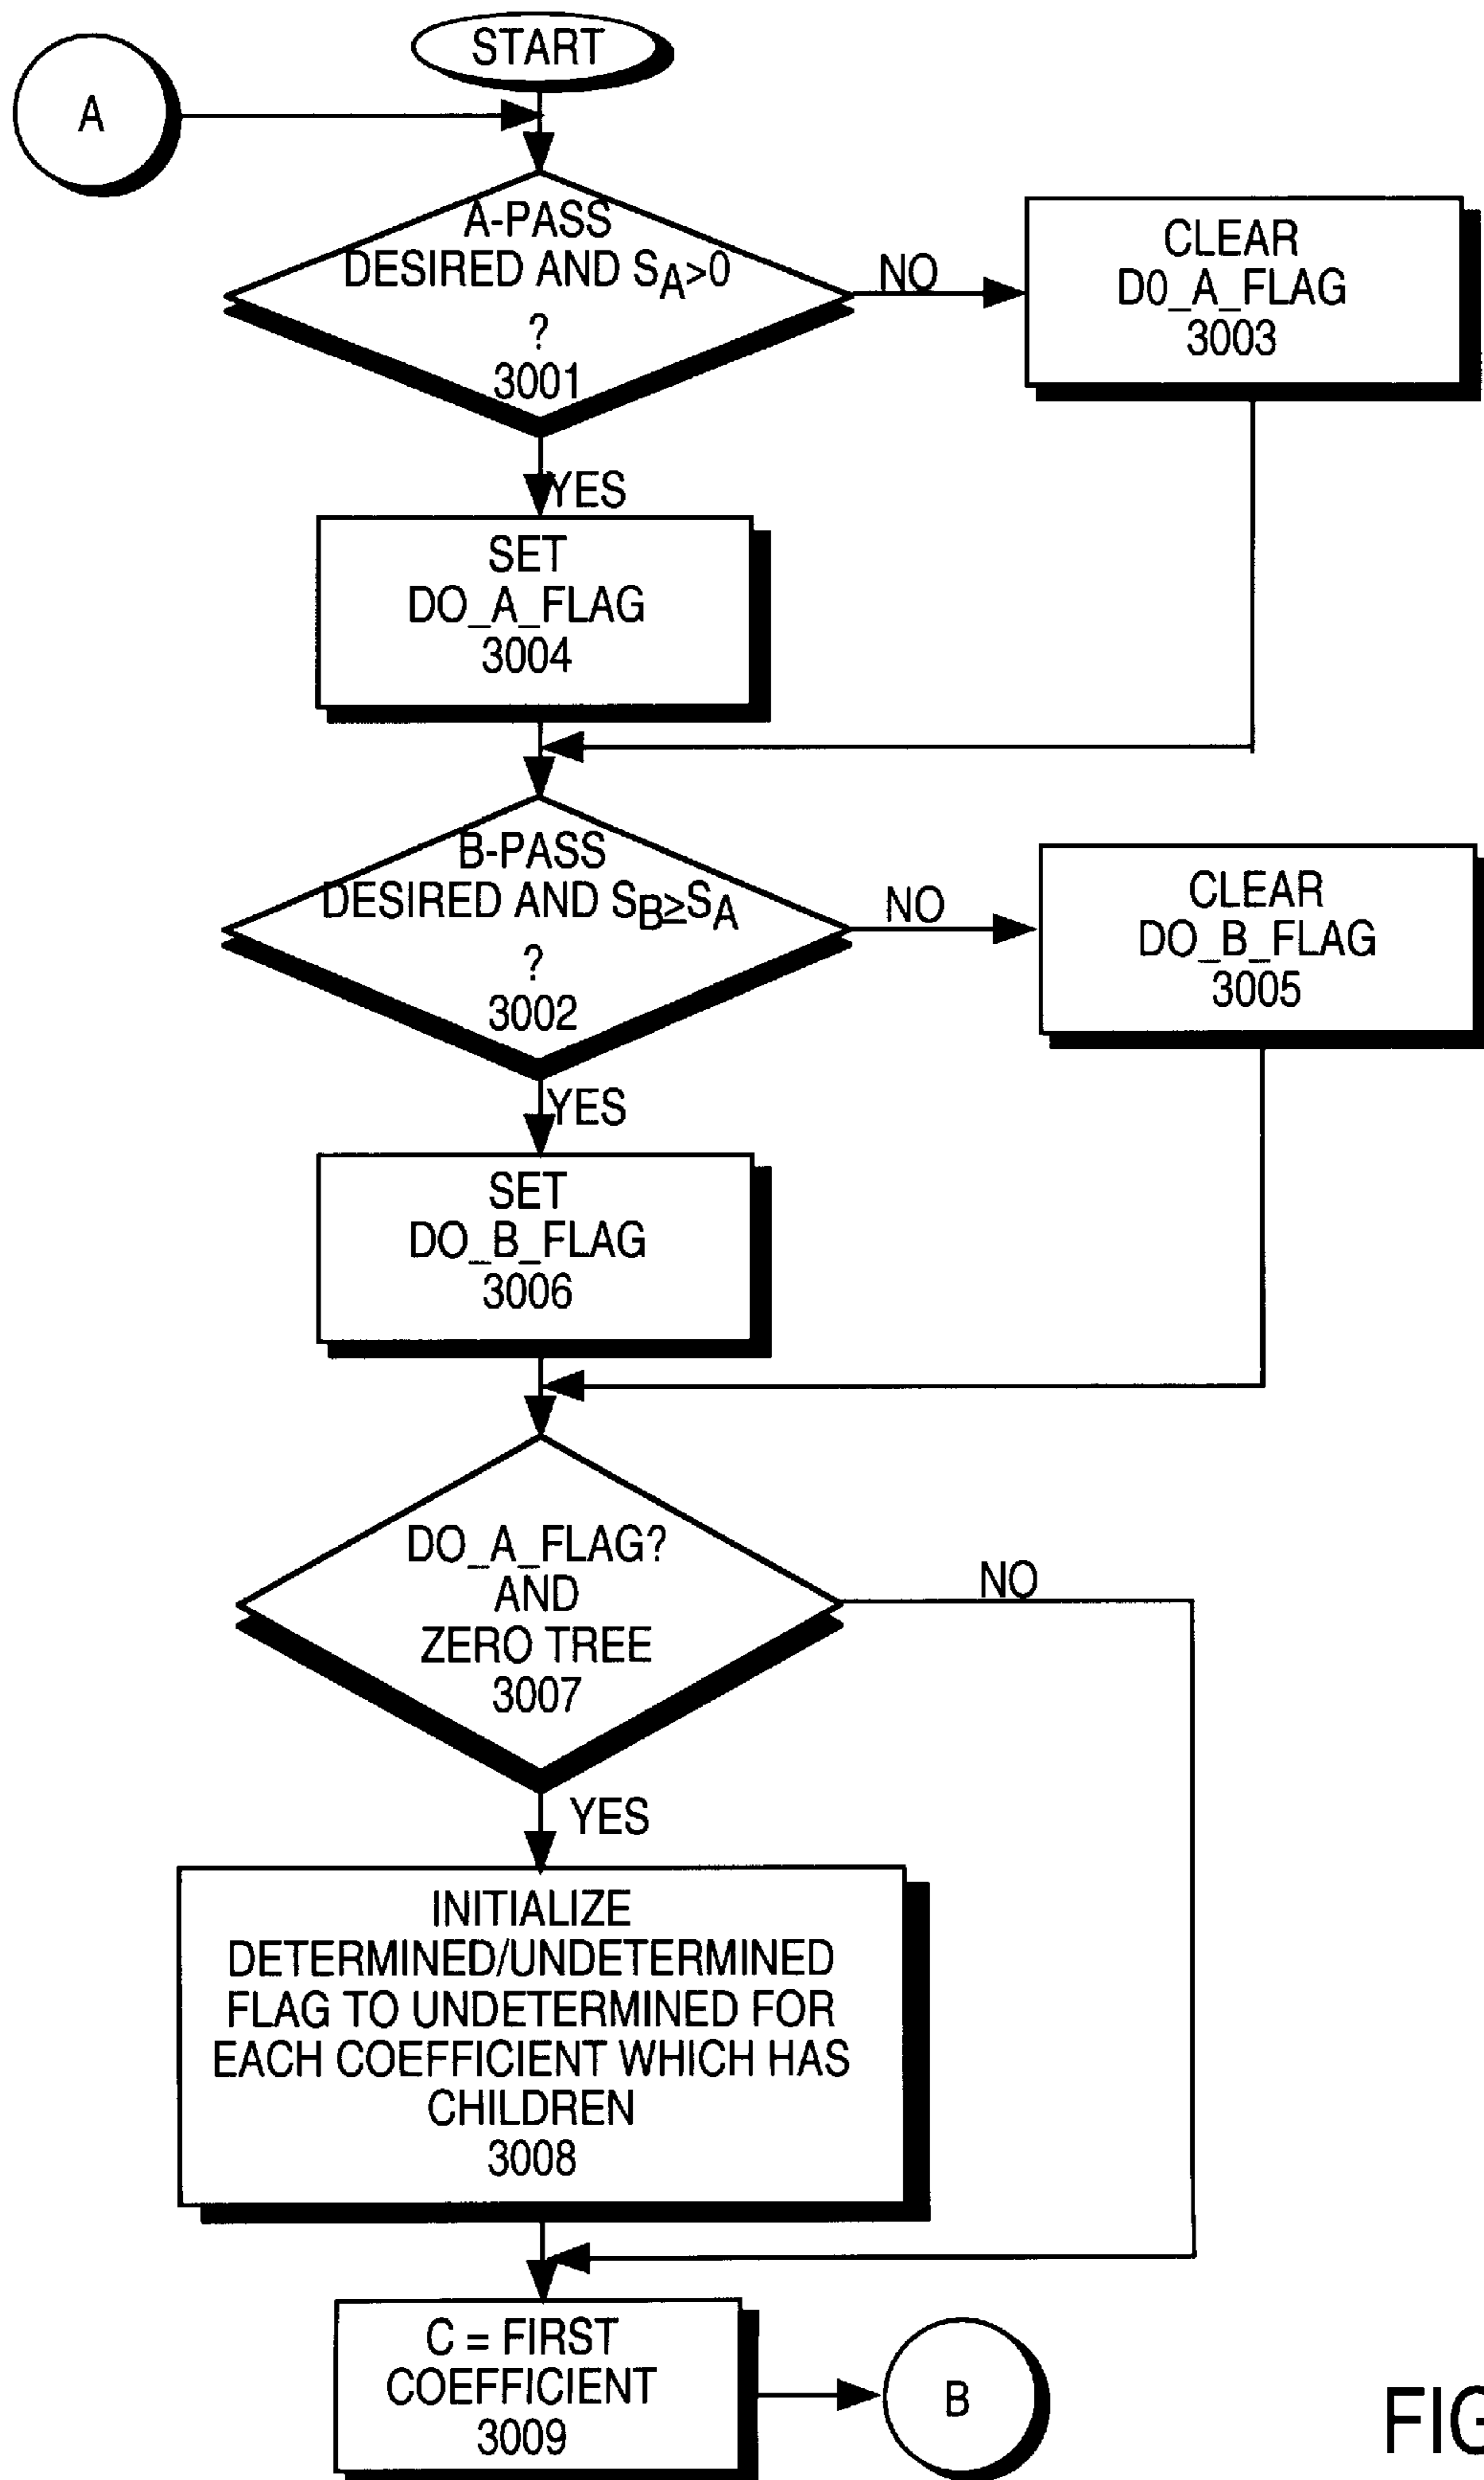 START
A
A-PASS
DESIRED AND SA>0
?
3001
NO
CLEAR
D0_A_FLAG
3003
YES
SET
DO_A_FLAG
3004
B-PASS
DESIRED AND SB≥SA
?
3002
NO
CLEAR
DO_B_FLAG
3005
YES
SET
DO_B_FLAG
3006
DO_A_FLAG?
AND
ZERO TREE
3007
NO
YES
INITIALIZE
DETERMINED/UNDETERMINED
FLAG TO UNDETERMINED FOR
EACH COEFFICIENT WHICH HAS
CHILDREN
3008
C = FIRST
COEFFICIENT
3009
B